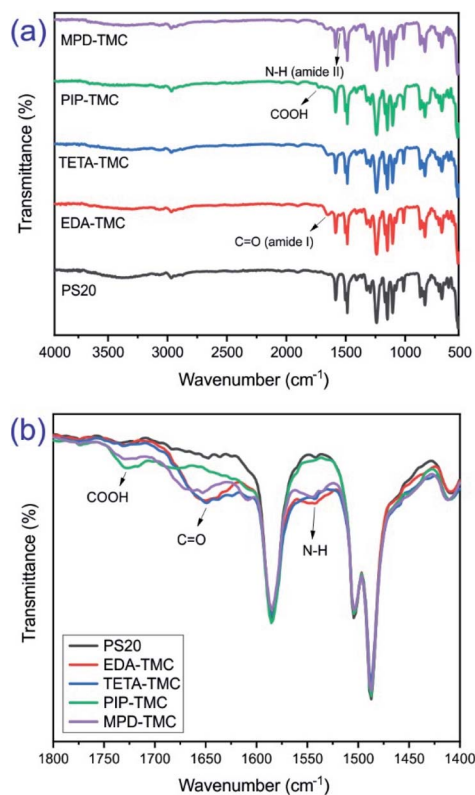 (a)
MPD-TMC
N-H (amide II)
PIP-TMC
COOH
TETA-TMC
EDA-TMC
C=O (amide I)
PS20
Transmittance (%)
4000 3500 3000 2500 2000 1500 1000 500
Wavenumber (cm⁻¹)
(b)
COOH
C=O
N-H
PS20
EDA-TMC
TETA-TMC
PIP-TMC
MPD-TMC
Transmittance (%)
1800 1750 1700 1650 1600 1550 1500 1450 1400
Wavenumber (cm⁻¹)